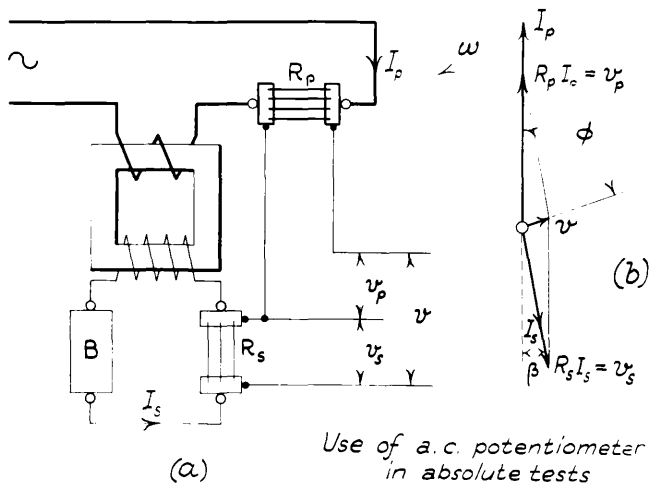 I_p
R_p
ω
B
R_s
I_s
v_p
v_s
v
(a)
I_p
R_p I_c = v_p
ϕ
v
(b)
I_s
β
R_s I_s = v_s
Use of a.c. potentiometer
in absolute tests